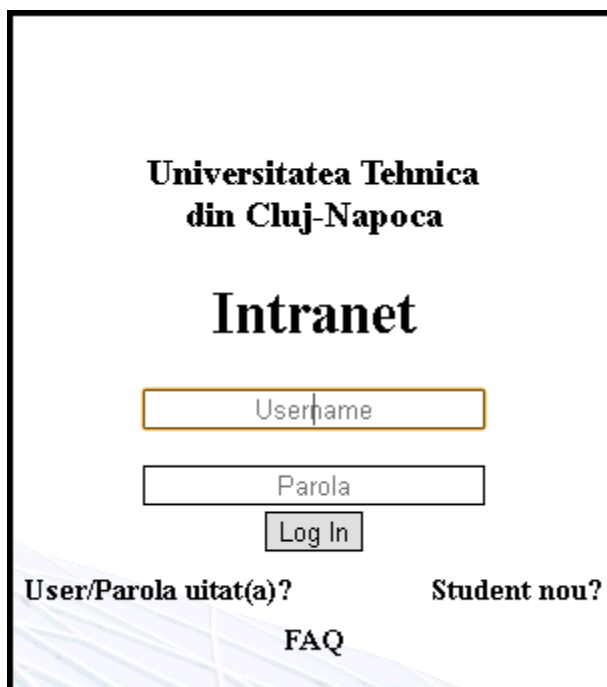 Universitatea Tehnica
din Cluj-Napoca
Intranet
Username
Parola
Log In
User/Parola uitat(a)? Student nou?
FAQ